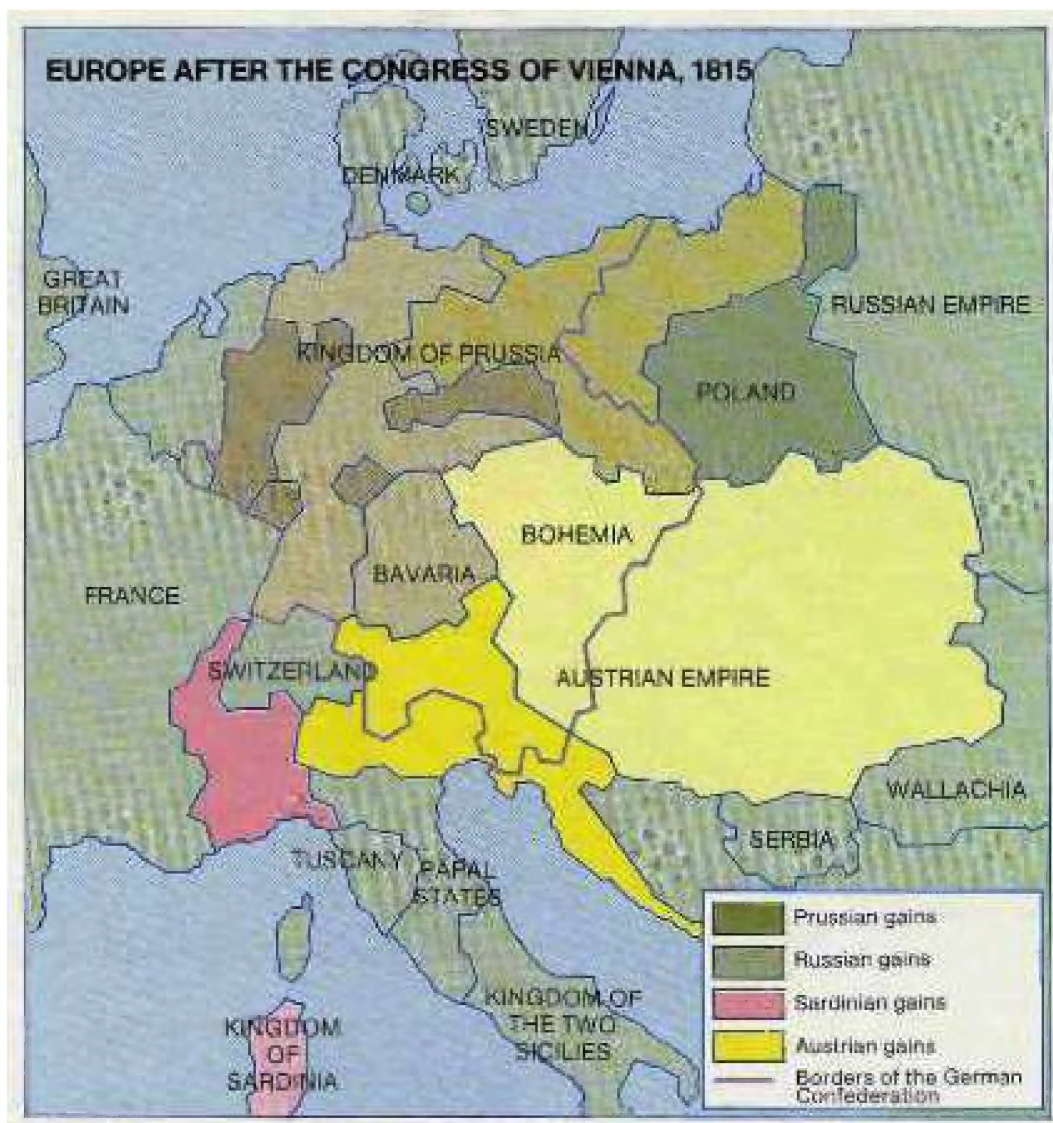 EUROPE AFTER THE CONGRESS OF VIENNA, 1815
SWEDEN
DENMARK
GREAT
BRITAIN
RUSSIAN EMPIRE
KINGDOM OF PRUSSIA
POLAND
BOHEMIA
BAVARIA
FRANCE
SWITZERLAND
AUSTRIAN EMPIRE
WALLACHIA
SERBIA
TUSCANY
PAPAL
STATES
KINGDOM OF
THE TWO
SICILIES
KINGDOM
OF
SARDINIA
Prussian gains
Russian gains
Sardinian gains
Austrian gains
Borders of the German
Confederation